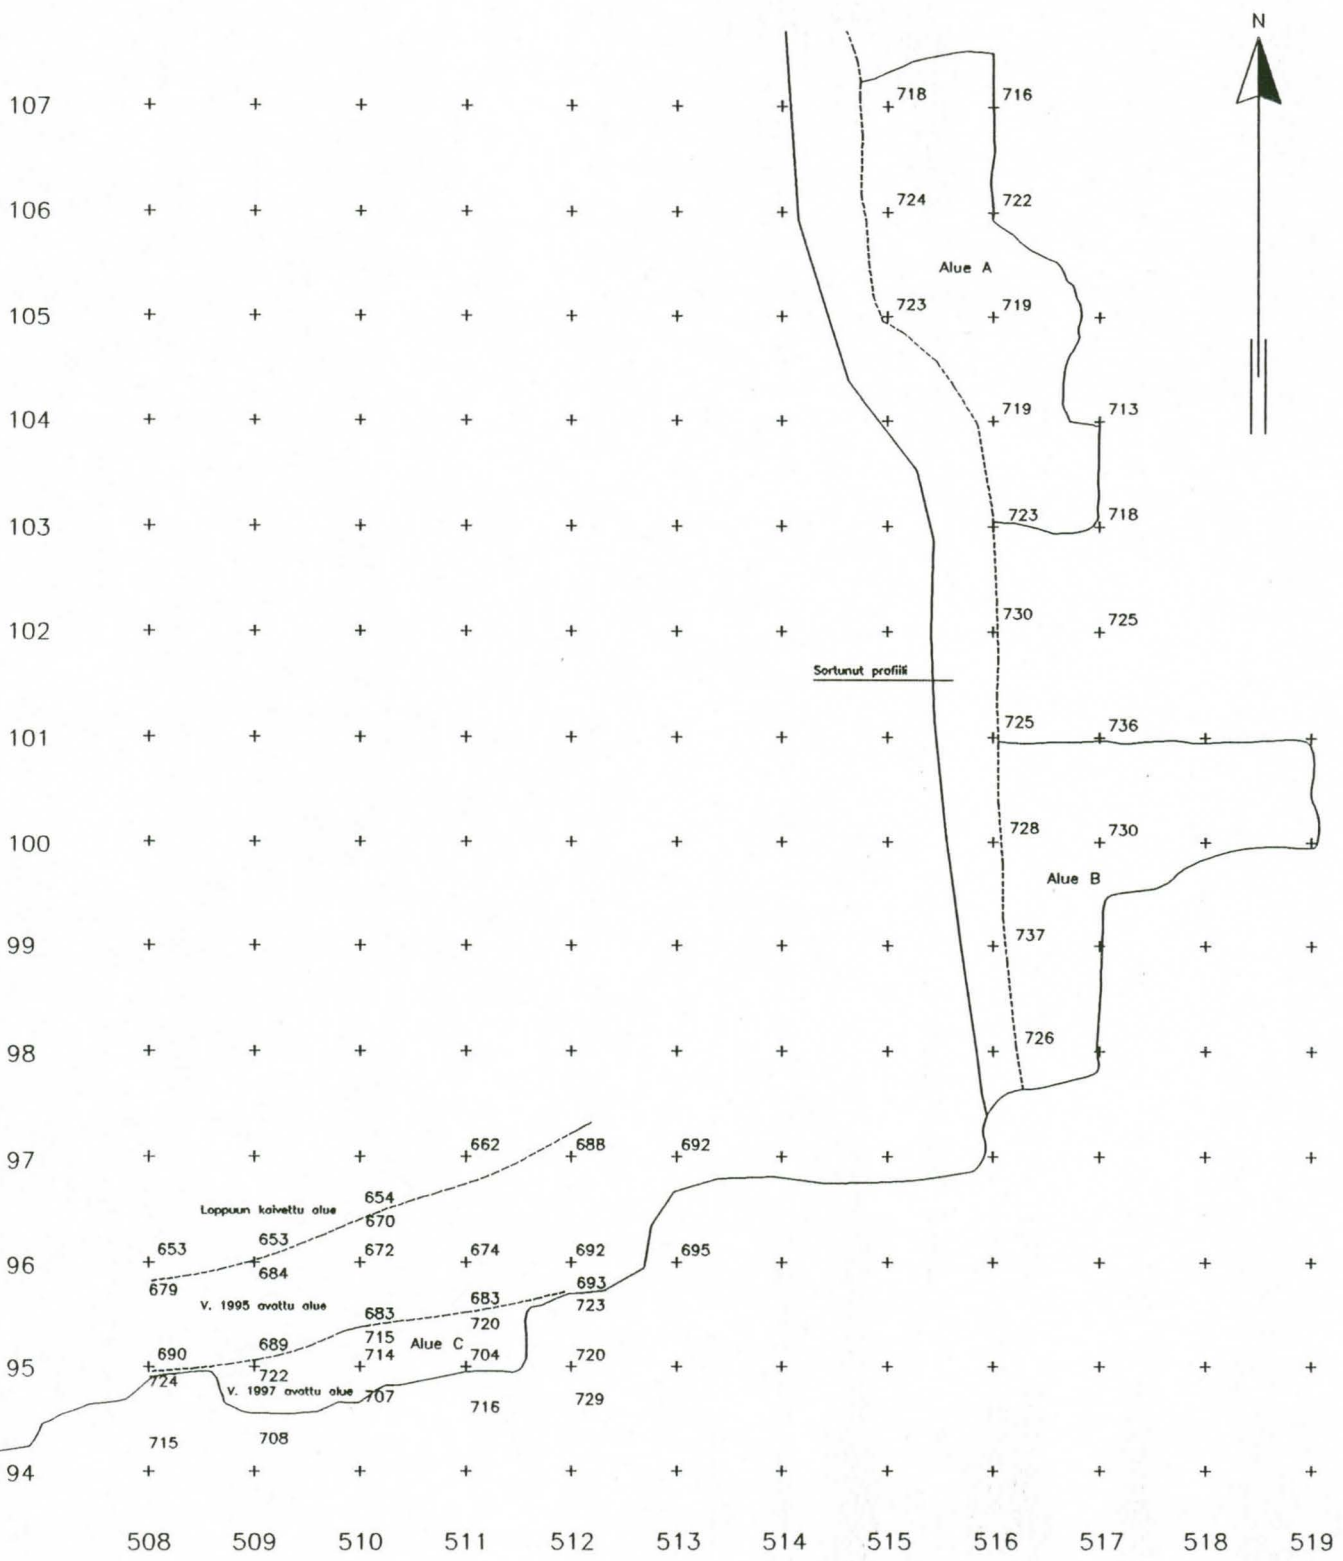 N
107 718 716
106 724 722
Alue A
105 723 719
104 719 713
103 723 718
102 730 725
Sortunut profiili
101 725 736
100 728 730
Alue B
99 737
98 726
97 662 688 692
654
Loppuun kaivettu alue
670
96 653 653 672 674 692 695
679 684
693
V. 1995 avattu alue
683 683 723
720
689 715 Alue C
95 690 714 704 720
724 722
V. 1997 avattu alue 707 729
716
715 708
94
508 509 510 511 512 513 514 515 516 517 518 519